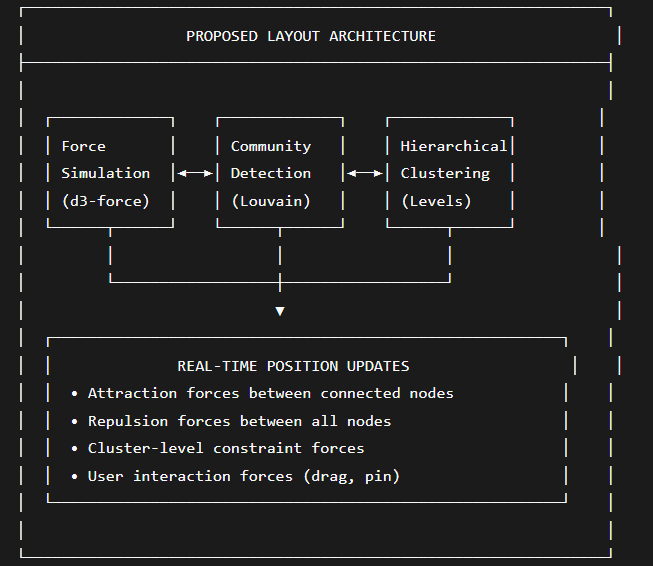 PROPOSED LAYOUT ARCHITECTURE
Force Community Hierarchical
Simulation Detection Clustering
(d3-force) (Louvain) (Levels)
REAL-TIME POSITION UPDATES
• Attraction forces between connected nodes
• Repulsion forces between all nodes
• Cluster-level constraint forces
• User interaction forces (drag, pin)